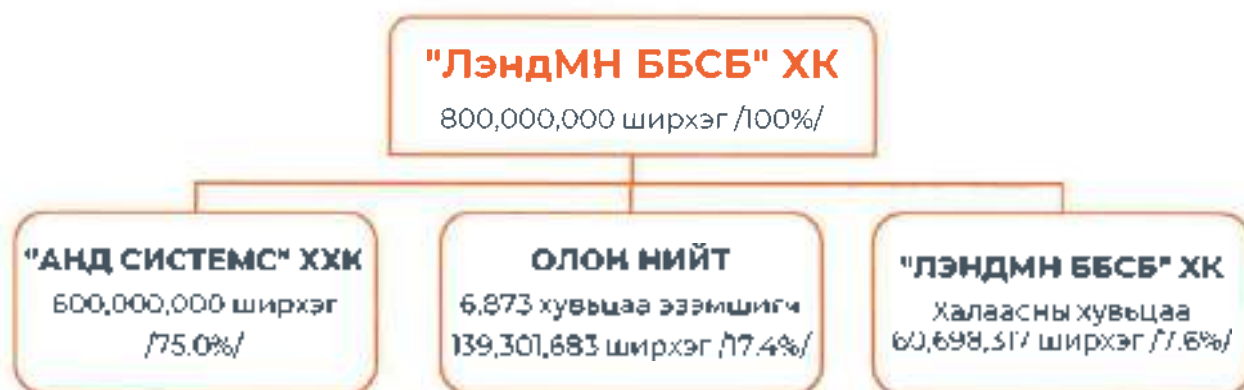 "ЛэндМН ББСБ" ХК
800,000,000 ширхэг /100%/
"АНД СИСТЕМС" ХХК
600,000,000 ширхэг
/75.0%/
ОЛОН НИЙТ
6,873 хувьцаа эзэмшигч
139,301,683 ширхэг /17.4%/
"ЛЭНДМН ББСБ" ХК
Халаасны хувьцаа
60,698,317 ширхэг /7.6%/